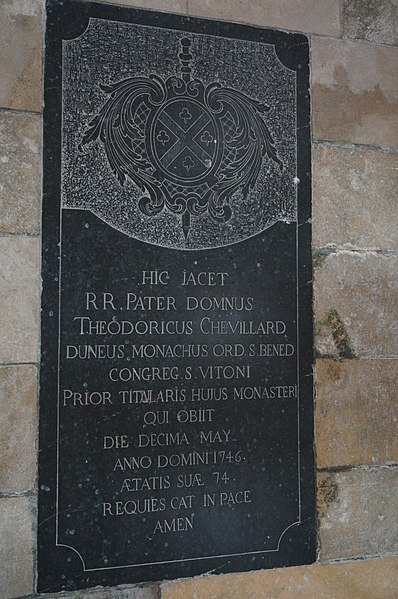 HIC JACET
RR. PATER DOMNUS
THEODORICUS CHEVILLARD
DUNEUS MONACHUS ORD. S. BENED
CONGREG. S. VITONI
PRIOR TITULARIS HUIUS MONASTERI
QUI OBIIT
DIE DECIMA MAY
ANNO DOMINI 1746.
ÆTATIS SUÆ 74.
REQUIES CAT IN PACE
AMEN